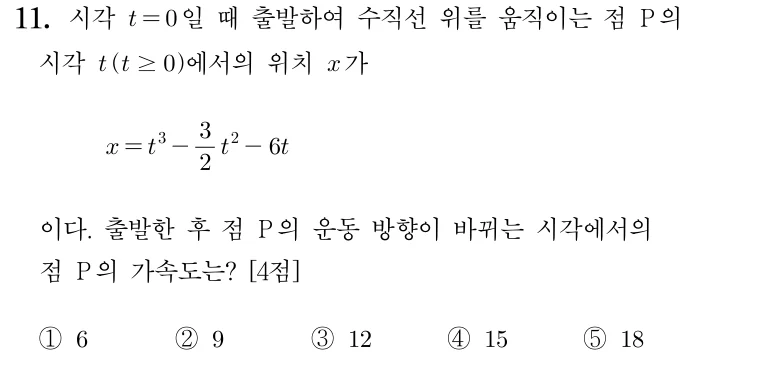 11. 시각 t=0일 때 출발하여 수직선 위를 움직이는 점 P의
시각 t(t ≥ 0)에서의 위치 x가
x = t³ − 3/2 t² − 6t
이다. 출발한 후 점 P의 운동 방향이 바뀌는 시각에서의
점 P의 가속도는? [4점]
① 6 ② 9 ③ 12 ④ 15 ⑤ 18